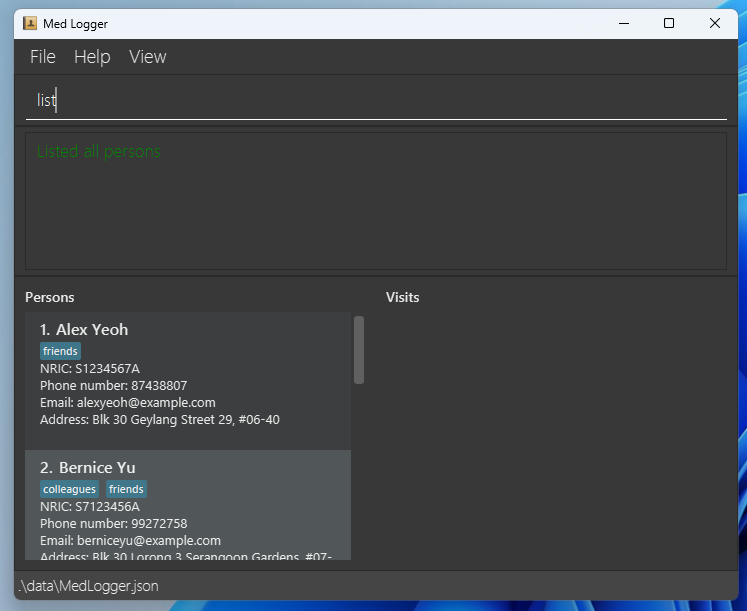 Med Logger
File Help View
list
Listed all persons
Persons
Visits
1. Alex Yeoh
friends
NRIC: S1234567A
Phone number: 87438807
Email: alexyeoh@example.com
Address: Blk 30 Geylang Street 29, #06-40
2. Bernice Yu
colleagues friends
NRIC: S7123456A
Phone number: 99272758
Email: berniceyu@example.com
Address: Blk 30 Lorong 3 Serangoon Gardens, #07-
.\data\MedLogger.json